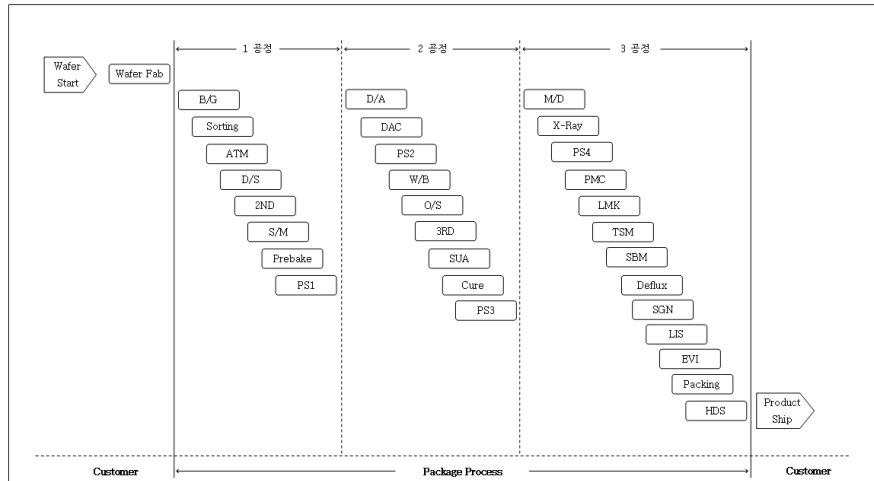 1 공정
2 공정
3 공정
Wafer
Start
Wafer Fab
B/G
Sorting
ATM
D/S
2ND
S/M
Prebake
PS1
D/A
DAC
PS2
W/B
O/S
3RD
SUA
Cure
PS3
M/D
X-Ray
PS4
PMC
LMK
TSM
SBM
Deflux
SGN
LIS
EVI
Packing
HDS
Product
Ship
Customer
Package Process
Customer